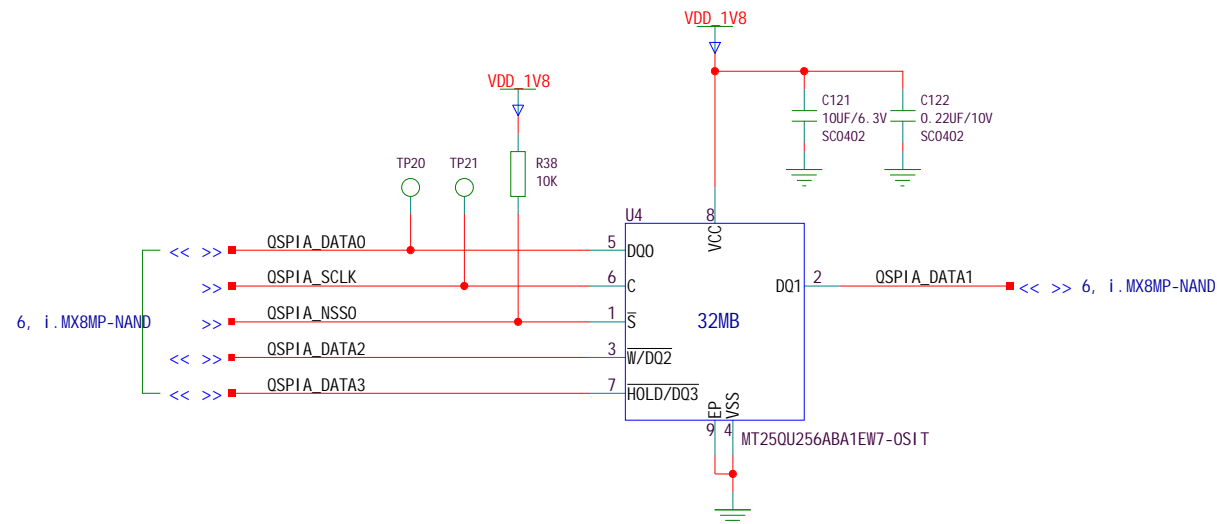 VDD_1V8
VDD_1V8
C121
10UF/6.3V
SC0402
C122
0.22UF/10V
SC0402
TP20
TP21
R38
10K
U4
8
VCC
QSPIA_DATA0
5
DQ0
QSPIA_SCLK
6
C
QSPIA_NSS0
1
S
QSPIA_DATA2
3
W/DQ2
QSPIA_DATA3
7
HOLD/DQ3
<< >>
>>
>>
<< >>
<< >>
6, i.MX8MP-NAND
32MB
DQ1
2
QSPIA_DATA1
<< >> 6, i.MX8MP-NAND
EP
VSS
9
4
MT25QU256ABA1EW7-0SIT